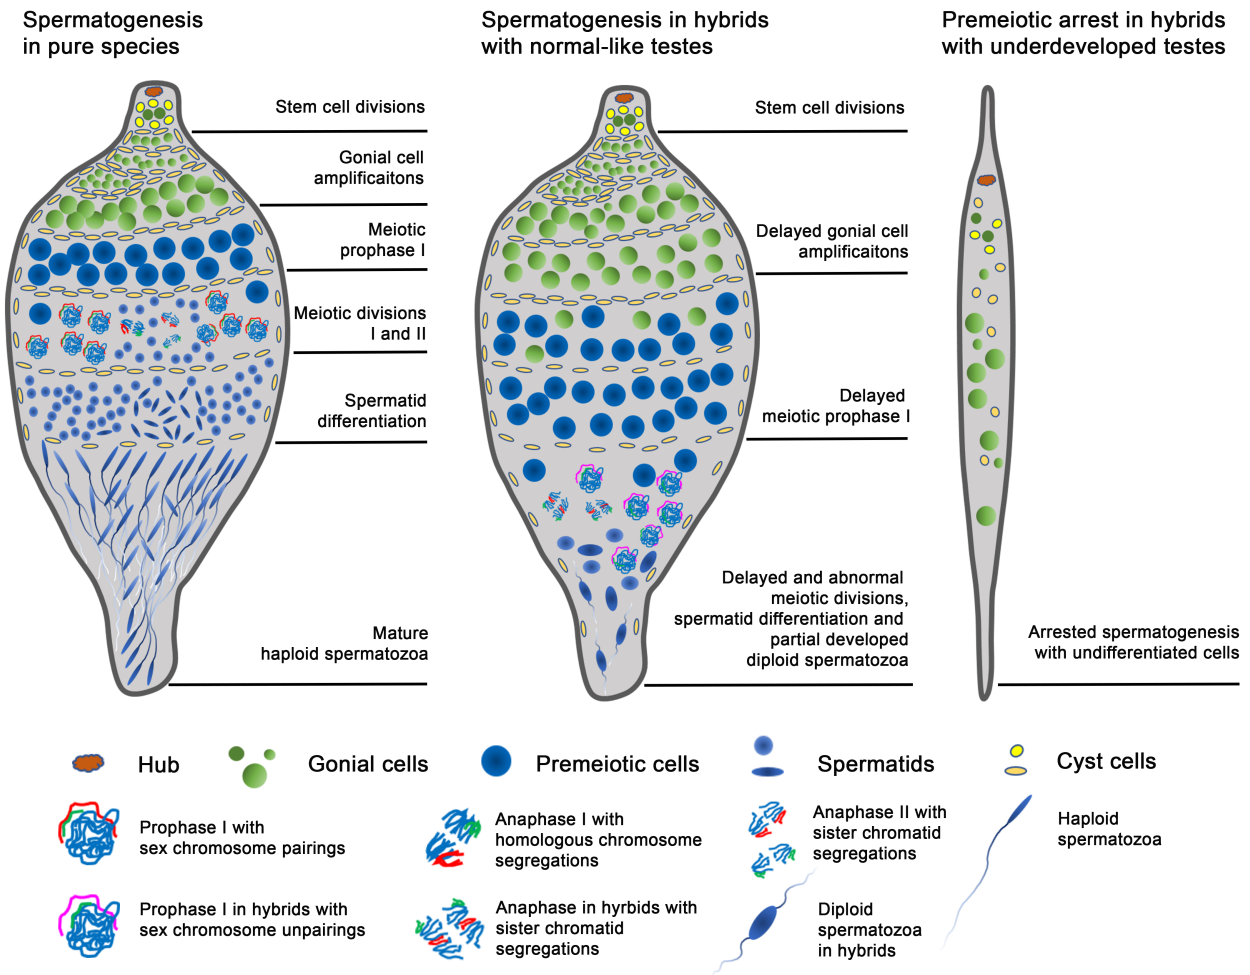 Spermatogenesis
in pure species
Spermatogenesis in hybrids
with normal-like testes
Premeiotic arrest in hybrids
with underdeveloped testes
Stem cell divisions
Gonial cell
amplificaitons
Meiotic
prophase I
Meiotic divisions
I and II
Spermatid
differentiation
Mature
haploid spermatozoa
Stem cell divisions
Delayed gonial cell
amplificaitons
Delayed
meiotic prophase I
Delayed and abnormal
meiotic divisions,
spermatid differentiation and
partial developed
diploid spermatozoa
Arrested spermatogenesis
with undifferentiated cells
Hub
Gonial cells
Premeiotic cells
Spermatids
Cyst cells
Prophase I with
sex chromosome pairings
Anaphase I with
homologous chromosome
segregations
Anaphase II with
sister chromatid
segregations
Haploid
spermatozoa
Prophase I in hybrids with
sex chromosome unpairings
Anaphase in hyrbids with
sister chromatid
segregations
Diploid
spermatozoa
in hybrids